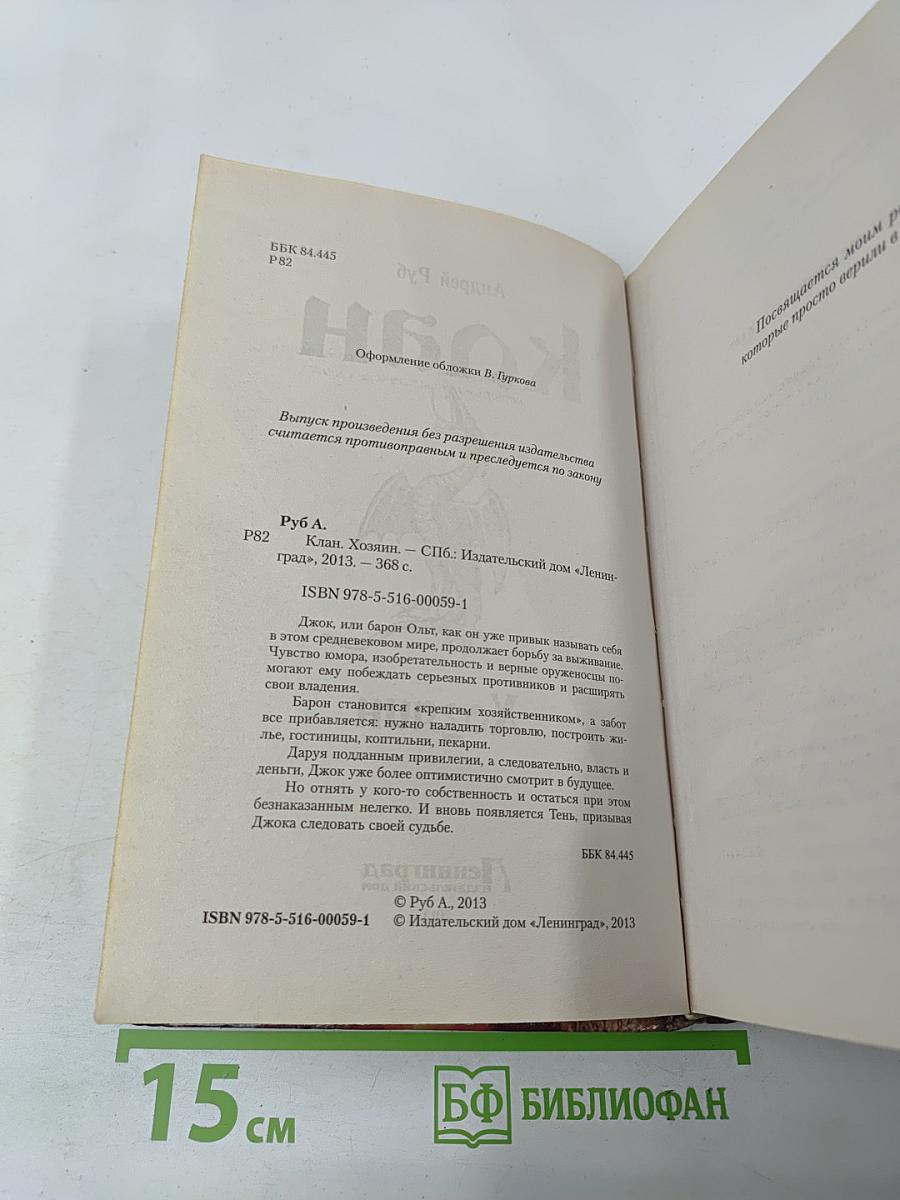 ББК 84.445
Р82
Оформление обложки В. Гуркова
Выпуск произведения без разрешения издательства
считается противоправным и преследуется по закону
Руб А.
Р82 Клан. Хозяин. — СПб.: Издательский дом «Ленин-
град», 2013. — 368 с.
ISBN 978-5-516-00059-1
Джок, или барон Ольт, как он уже привык называть себя
в этом средневековом мире, продолжает борьбу за выживание.
Чувство юмора, изобретательность и верные оруженосцы по-
могают ему побеждать серьезных противников и расширять
свои владения.
Барон становится «крепким хозяйственником», а забот
все прибавляется: нужно наладить торговлю, построить жи-
лье, гостиницы, коптильни, пекарни.
Даруя подданным привилегии, а следовательно, власть и
деньги, Джок уже более оптимистично смотрит в будущее.
Но отнять у кого-то собственность и остаться при этом
безнаказанным нелегко. И вновь появляется Тень, призывая
Джока следовать своей судьбе.
ББК 84.445
© Руб А., 2013
ISBN 978-5-516-00059-1 © Издательский дом «Ленинград», 2013
Посвящается моим
которые просто верили в
15 см
БФ БИБЛИОФАН